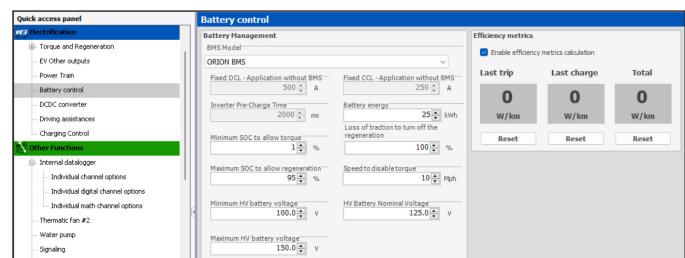 Quick access panel
Electrification
Torque and Regeneration
EV Other outputs
Power Train
Battery control
DCDC converter
Driving assistances
Charging Control
Other Functions
Internal datalogger
Individual channel options
Individual digital channel options
Individual math channel options
Thermatic fan #2
Water pump
Signaling
Battery control
Battery Management
BMS Model
ORION BMS
Fixed DCL - Application without BMS
500 A
Fixed CCL - Application without BMS
250 A
Inverter Pre-Charge Time
2000 ms
Battery energy
25 kWh
Minimum SOC to allow torque
1 %
Loss of traction to turn off the
regeneration
100 %
Maximum SOC to allow regeneration
95 %
Speed to disable torque
10 Mph
Minimum HV battery voltage
100.0 V
HV Battery Nominal Voltage
125.0 V
Maximum HV battery voltage
150.0 V
Efficiency metrics
Enable efficiency metrics calculation
Last trip Last charge Total
0 0 0
W/km W/km W/km
Reset Reset Reset